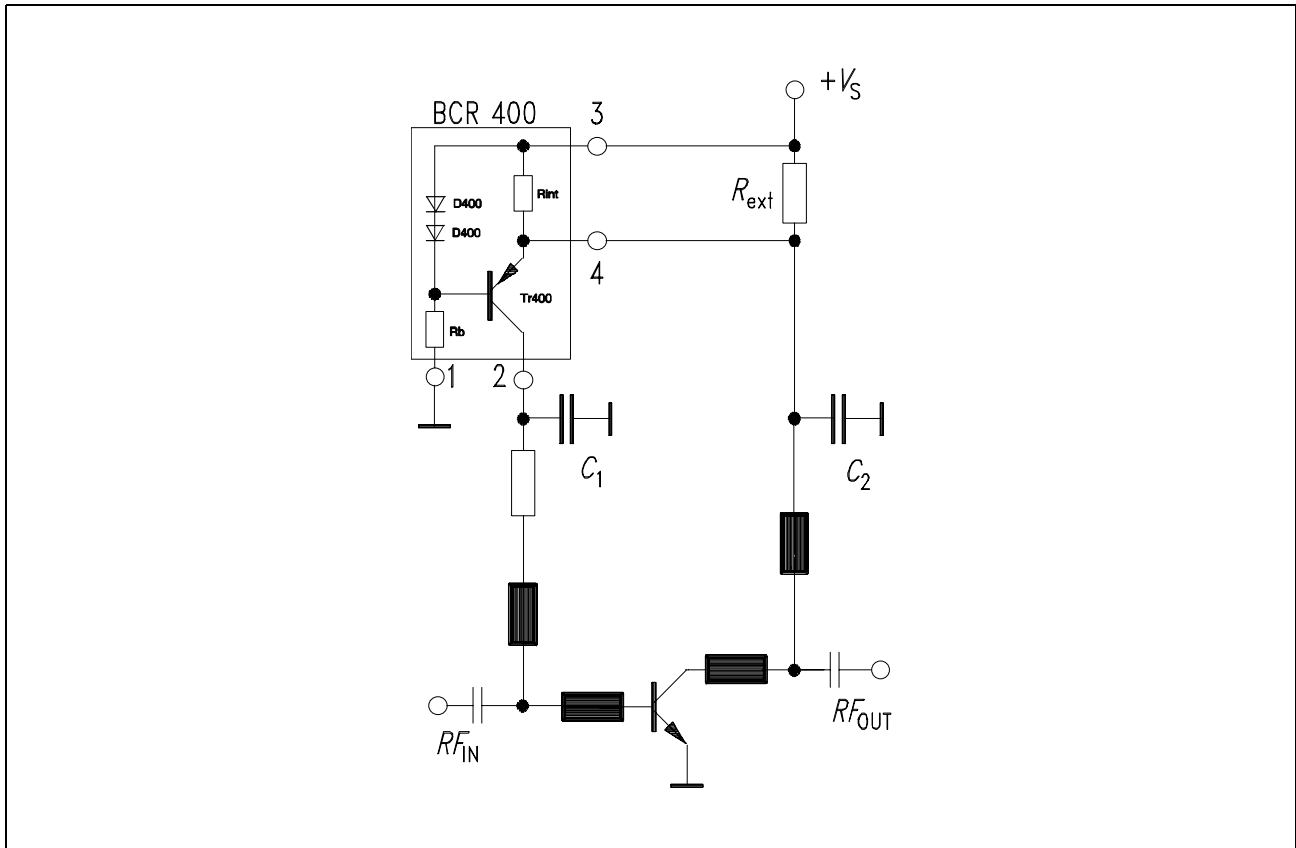 +VS
BCR 400
3
Rint
Rext
D400
D400
4
Tr400
Rb
1
2
C1
C2
RFOUT
RFIN